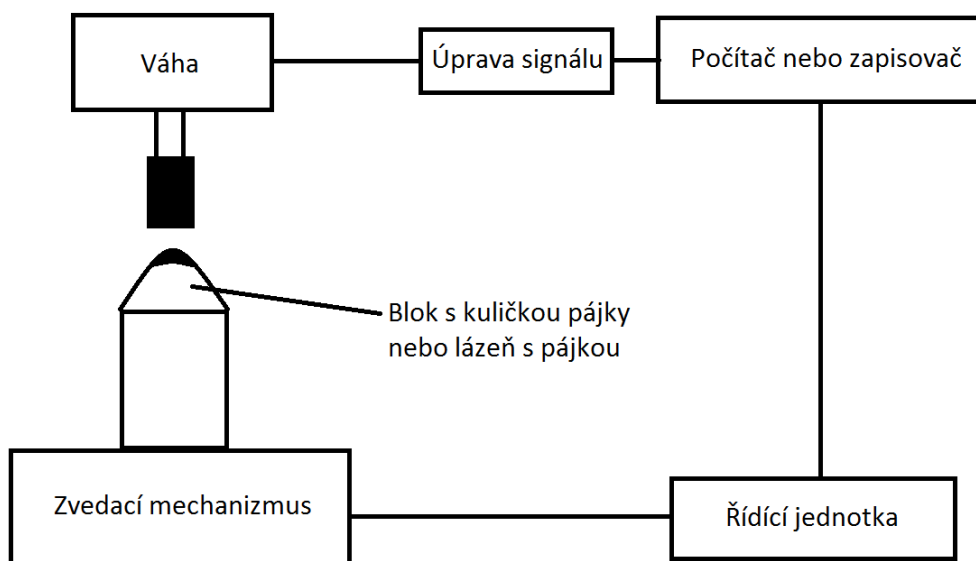 Váha
Úprava signálu
Počítač nebo zapisovač
Blok s kuličkou pájky
nebo lázeň s pájkou
Zvedací mechanizmus
Řídící jednotka